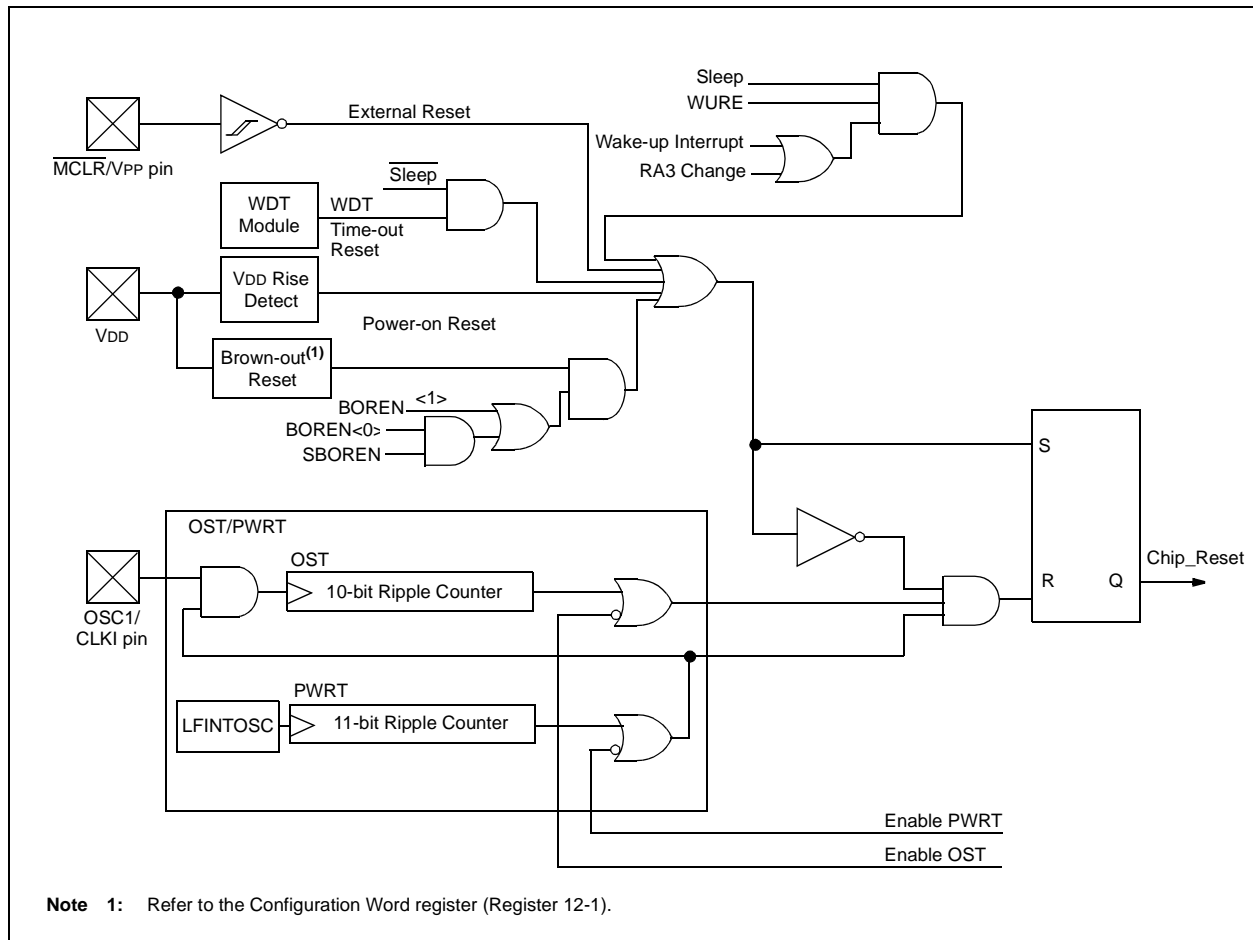 Sleep
WURE
Wake-up Interrupt
RA3 Change
External Reset
MCLR/VPP pin
Sleep
WDT
Module
WDT
Time-out
Reset
VDD
VDD Rise
Detect
Power-on Reset
Brown-out(1)
Reset
BOREN <1>
BOREN<0>
SBOREN
S
R
Q
Chip_Reset
OST/PWRT
OST
10-bit Ripple Counter
OSC1/
CLKI pin
PWRT
LFINTOSC
11-bit Ripple Counter
Enable PWRT
Enable OST
Note 1: Refer to the Configuration Word register (Register 12-1).